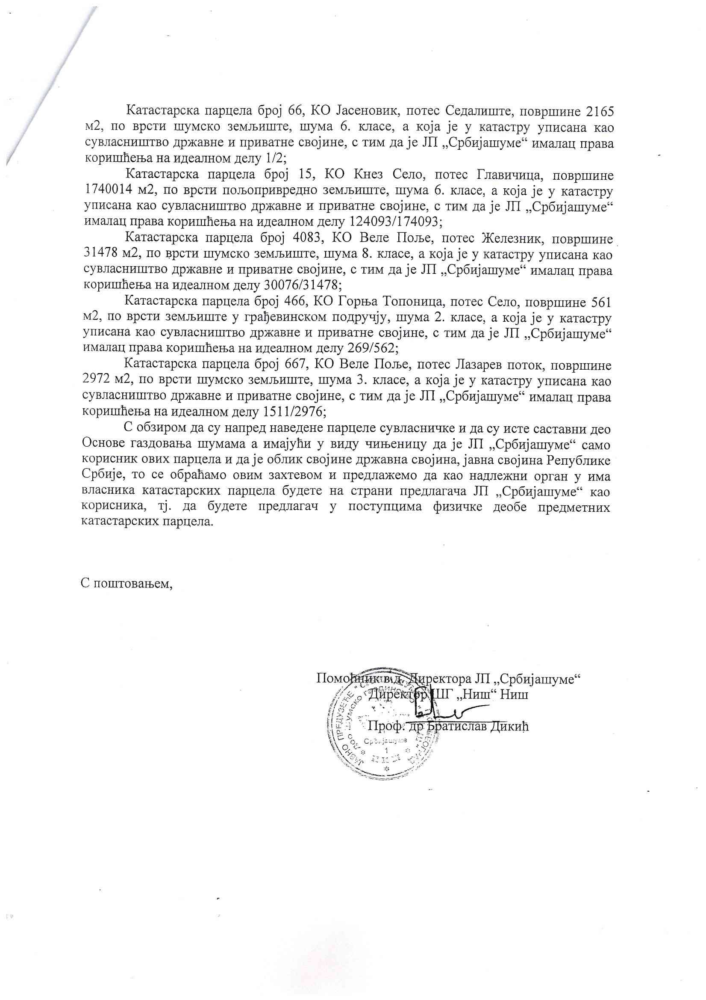 Катастарска парцела број 66, КО Јасеновик, потес Седалиште, површине 2165
м2, по врсти шумско земљиште, шума 6. класе, а која је у катастру уписана као
сувласништво државне и приватне својине, с тим да је ЈП „Србијашуме“ ималац права
коришћења на идеалном делу 1/2;
Катастарска парцела број 15, КО Кнез Село, потес Главичица, површине
1740014 м2, по врсти пољопривредно земљиште, шума 6. класе, а која је у катастру
уписана као сувласништво државне и приватне својине, с тим да је ЈП „Србијашуме“
ималац права коришћења на идеалном делу 124093/174093;
Катастарска парцела број 4083, КО Веле Поље, потес Железник, површине
31478 м2, по врсти шумско земљиште, шума 8. класе, а која је у катастру уписана као
сувласништво државне и приватне својине, с тим да је ЈП „Србијашуме“ ималац права
коришћења на идеалном делу 30076/31478;
Катастарска парцела број 466, КО Горња Топоница, потес Село, површине 561
м2, по врсти земљиште у грађевинском подручју, шума 2. класе, а која је у катастру
уписана као сувласништво државне и приватне својине, с тим да је ЈП „Србијашуме“
ималац права коришћења на идеалном делу 269/562;
Катастарска парцела број 667, КО Веле Поље, потес Лазарев поток, површине
2972 м2, по врсти шумско земљиште, шума 3. класе, а која је у катастру уписана као
сувласништво државне и приватне својине, с тим да је ЈП „Србијашуме“ ималац права
коришћења на идеалном делу 1511/2976;
С обзиром да су напред наведене парцеле сувласничке и да су исте саставни део
Основе газдовања шумама а имајући у виду чињеницу да је ЈП „Србијашуме“ само
корисник ових парцела и да је облик својине државна својина, јавна својина Републике
Србије, то се обраћамо овим захтевом и предлажемо да као надлежни орган у има
власника катастарских парцела будете на страни предлагача ЈП „Србијашуме“ као
корисника, тј. да будете предлагач у поступцима физичке деобе предметних
катастарских парцела.
С поштовањем,
Помоћник в.д. Директора ЈП „Србијашуме“
Директор ШГ „Ниш“ Ниш
Проф. др Братислав Дикић
ЈАВНО ПРЕДУЗЕЋЕ
шумско газдинство
Србијашуме
1